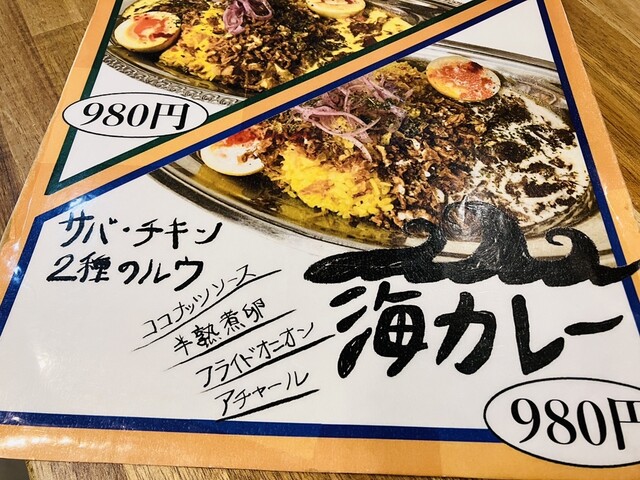 980円
サバ・チキン
2種のルウ
ココナッツソース
半熟煮卵
フライドオニオン
アチャール
海カレー
980円